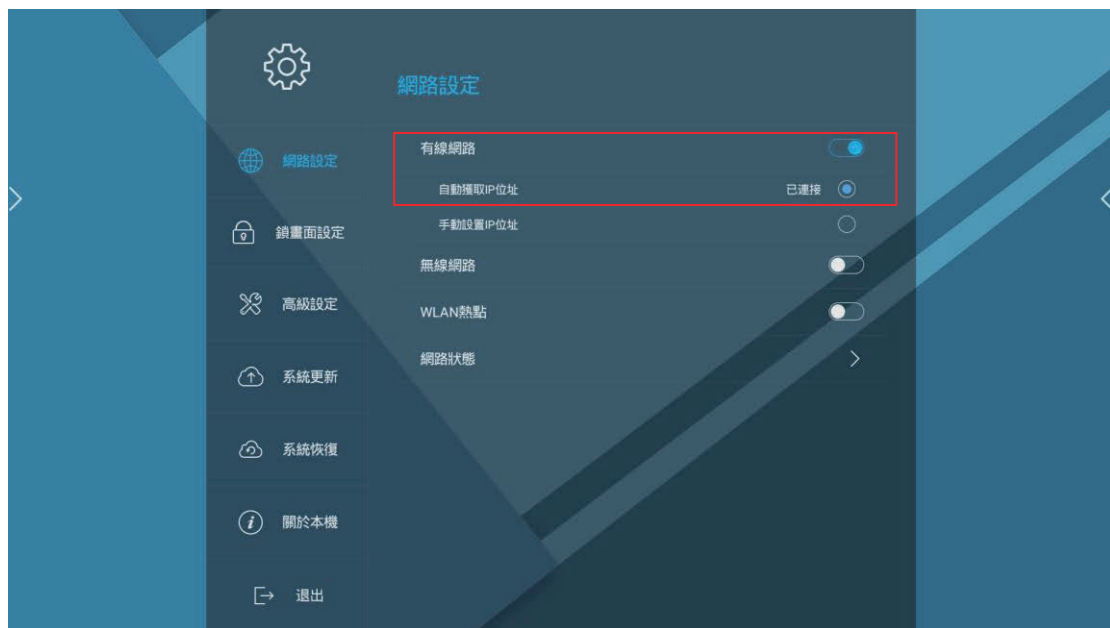 網路設定
網路設定
鎖畫面設定
高級設定
系統更新
系統恢復
關於本機
退出
有線網路
自動獲取IP位址 已連接
手動設置IP位址
無線網路
WLAN熱點
網路狀態